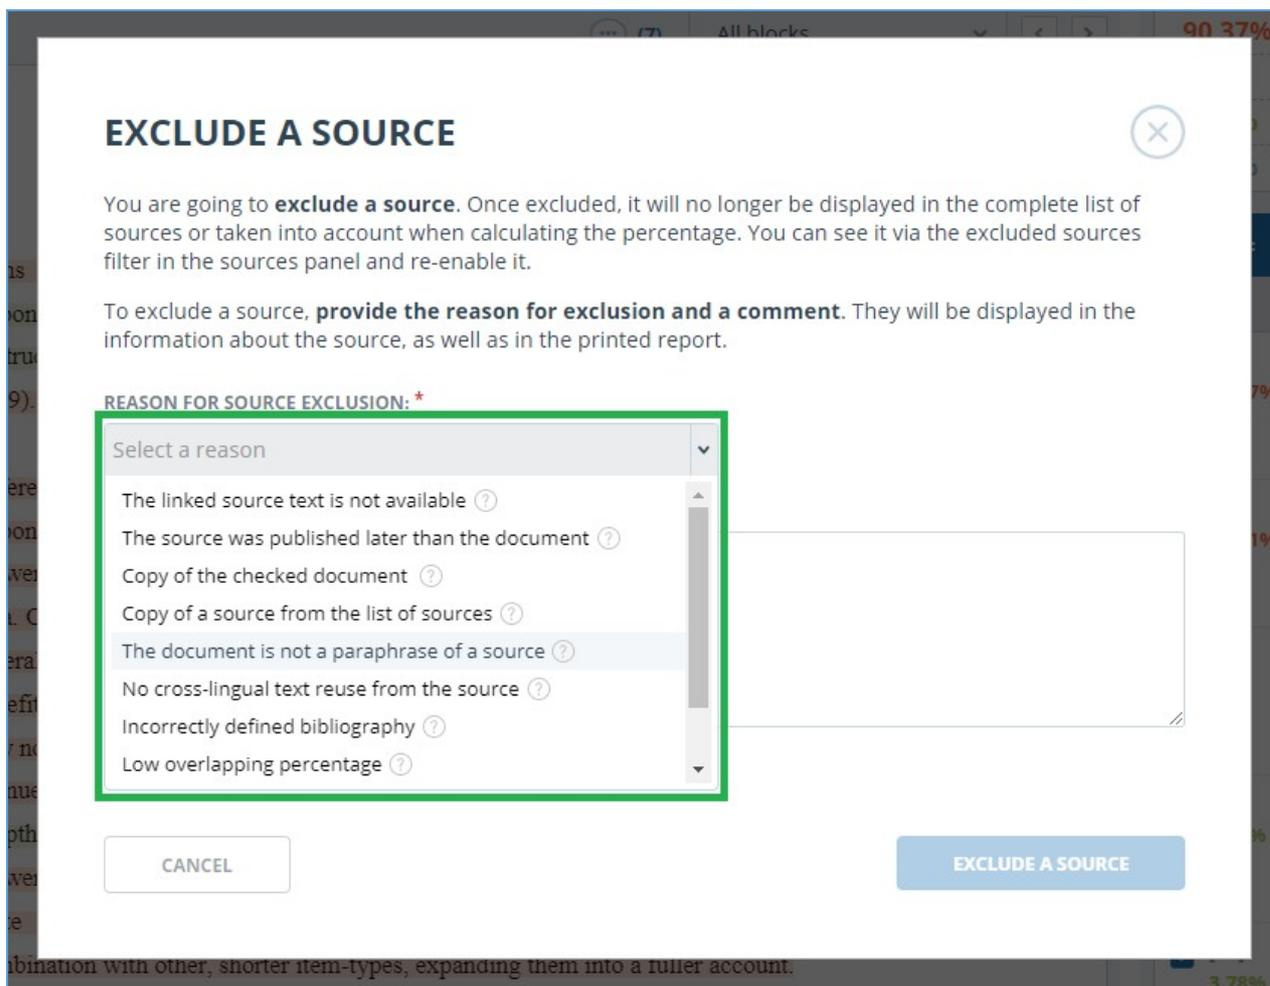 (7)
All blocks
90.37%
EXCLUDE A SOURCE
You are going to exclude a source. Once excluded, it will no longer be displayed in the complete list of
sources or taken into account when calculating the percentage. You can see it via the excluded sources
filter in the sources panel and re-enable it.
To exclude a source, provide the reason for exclusion and a comment. They will be displayed in the
information about the source, as well as in the printed report.
REASON FOR SOURCE EXCLUSION: *
Select a reason
The linked source text is not available ?
The source was published later than the document ?
Copy of the checked document ?
Copy of a source from the list of sources ?
The document is not a paraphrase of a source ?
No cross-lingual text reuse from the source ?
Incorrectly defined bibliography ?
Low overlapping percentage ?
CANCEL
EXCLUDE A SOURCE
with other, shorter item-types, expanding them into a fuller account.
3.78%